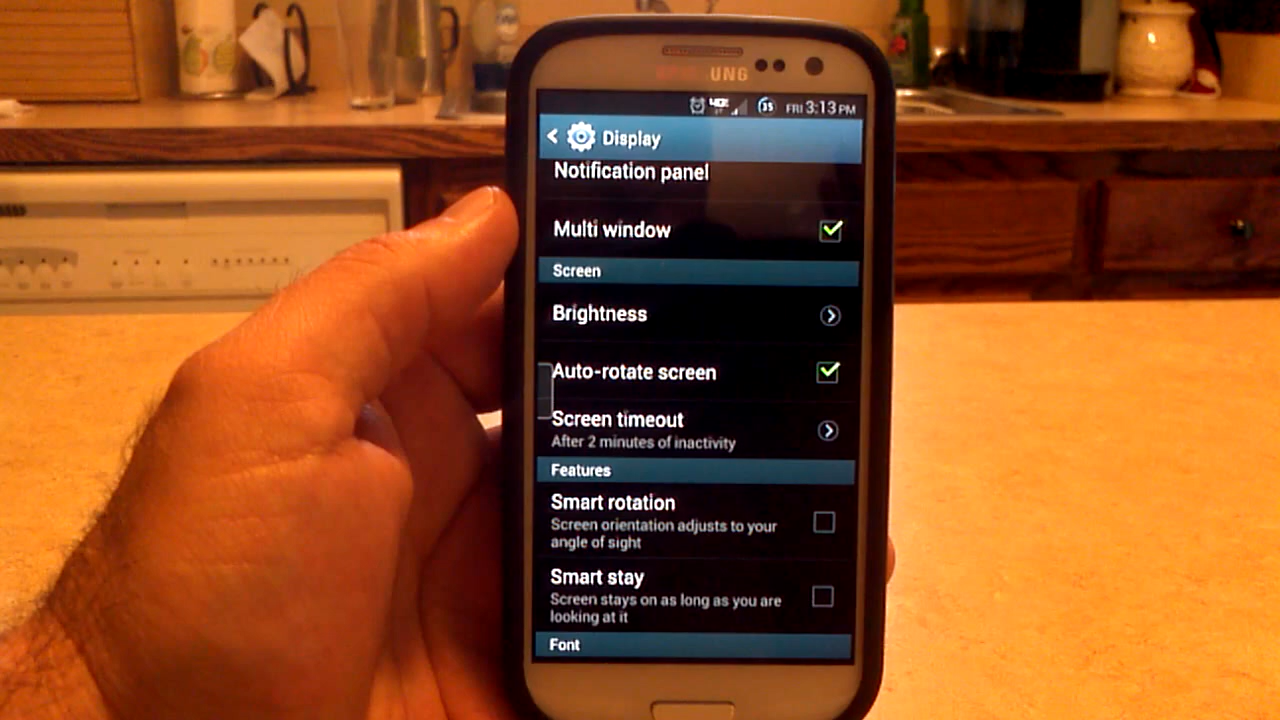 UNG
4G 35 FRI 3:13 PM
Display
Notification panel
Multi window
Screen
Brightness
Auto-rotate screen
Screen timeout
After 2 minutes of inactivity
Features
Smart rotation
Screen orientation adjusts to your
angle of sight
Smart stay
Screen stays on as long as you are
looking at it
Font